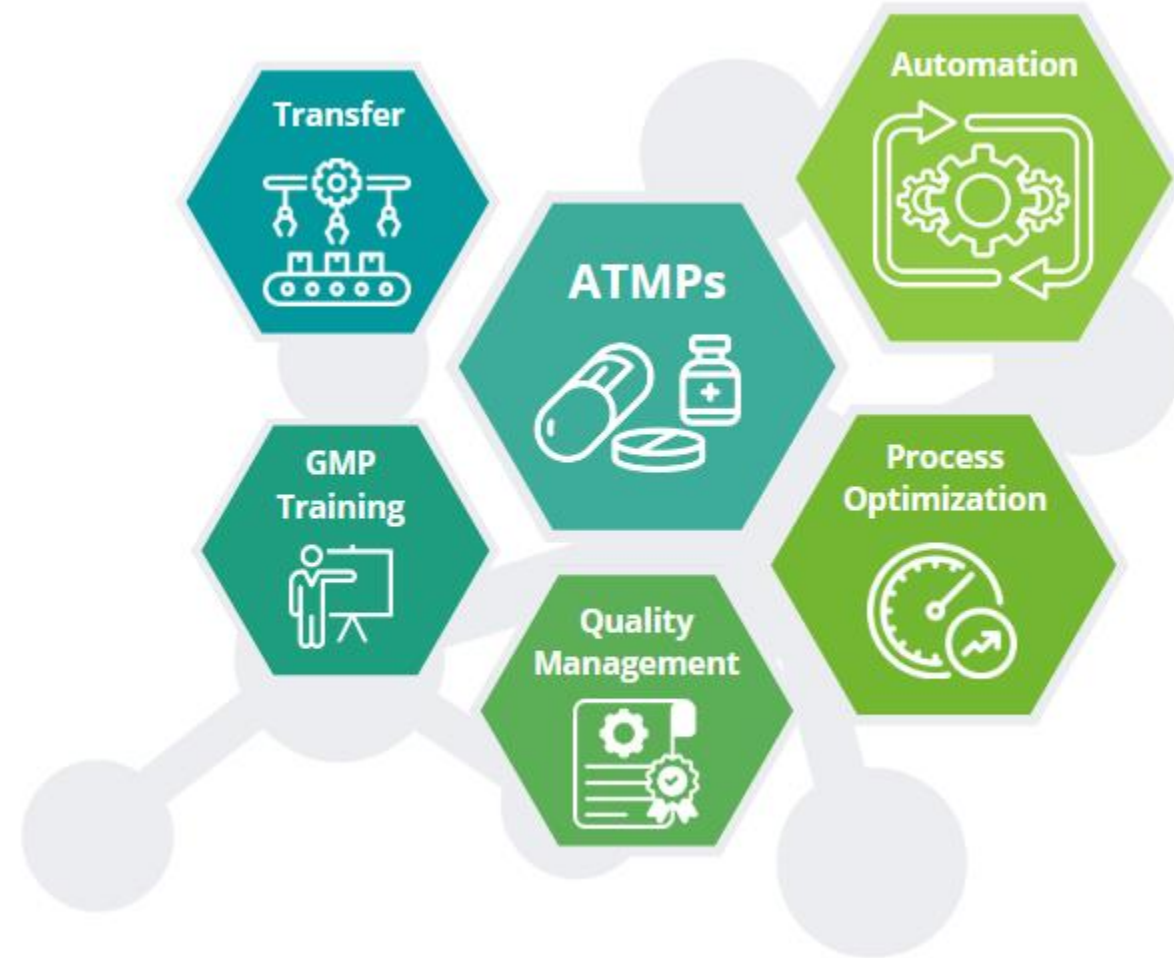 Transfer
Automation
ATMPs
GMP
Training
Process
Optimization
Quality
Management